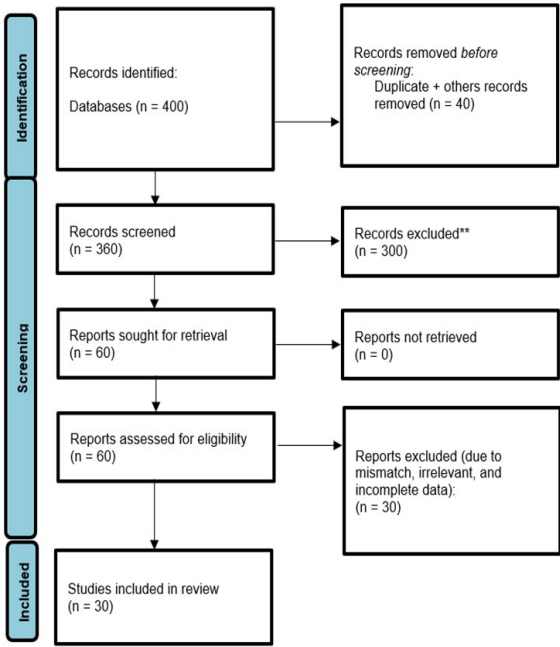 Identification
Records identified:
Databases (n = 400)
Records removed before
screening:
Duplicate + others records
removed (n = 40)
Screening
Records screened
(n = 360)
Records excluded**
(n = 300)
Reports sought for retrieval
(n = 60)
Reports not retrieved
(n = 0)
Reports assessed for eligibility
(n = 60)
Reports excluded (due to
mismatch, irrelevant, and
incomplete data):
(n = 30)
Included
Studies included in review
(n = 30)